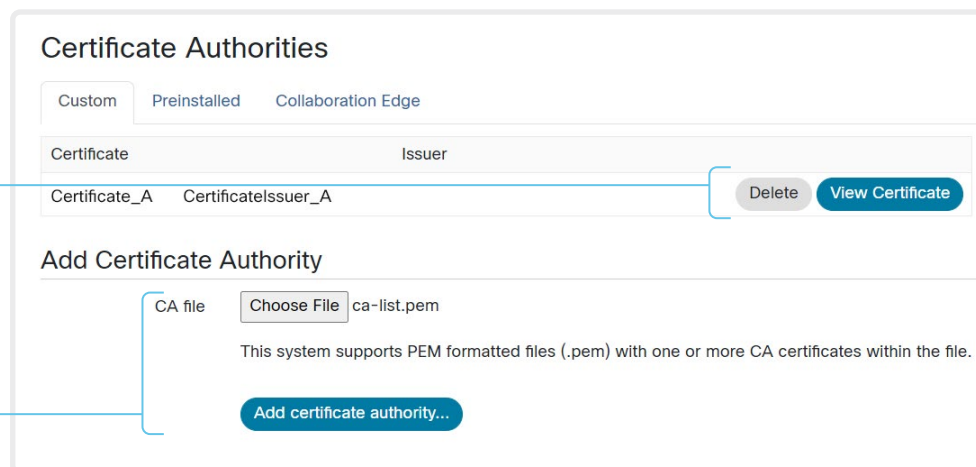 Certificate Authorities
Custom Preinstalled Collaboration Edge
Certificate Issuer
Certificate_A CertificateIssuer_A Delete View Certificate
Add Certificate Authority
CA file Choose File ca-list.pem
This system supports PEM formatted files (.pem) with one or more CA certificates within the file.
Add certificate authority...